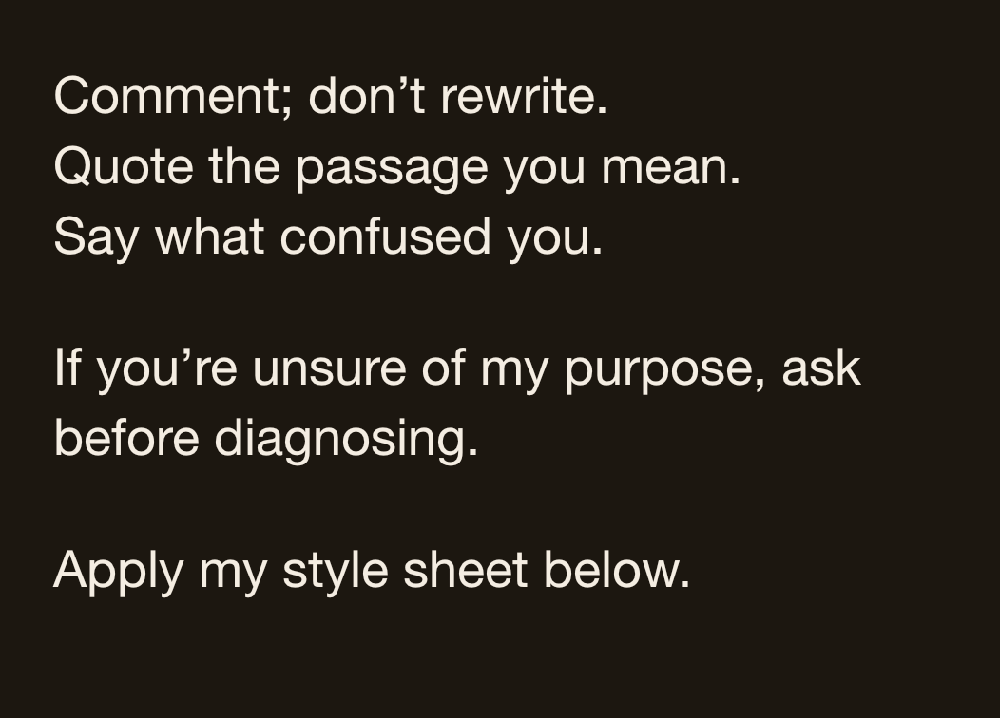 Comment; don’t rewrite.
Quote the passage you mean.
Say what confused you.
If you’re unsure of my purpose, ask
before diagnosing.
Apply my style sheet below.